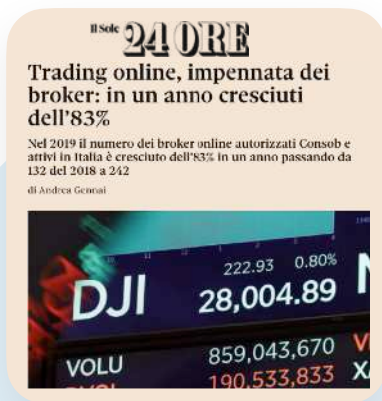 Il Sole
24 ORE
Trading online, impennata dei
broker: in un anno cresciuti
dell'83%
Nel 2019 il numero dei broker online autorizzati Consob e
attivi in Italia è cresciuto dell'83% in un anno passando da
132 del 2018 a 242
di Andrea Gennai
222.93 0.80%
DJI 28,004.89
VOLU 859,043,670
190,533,833